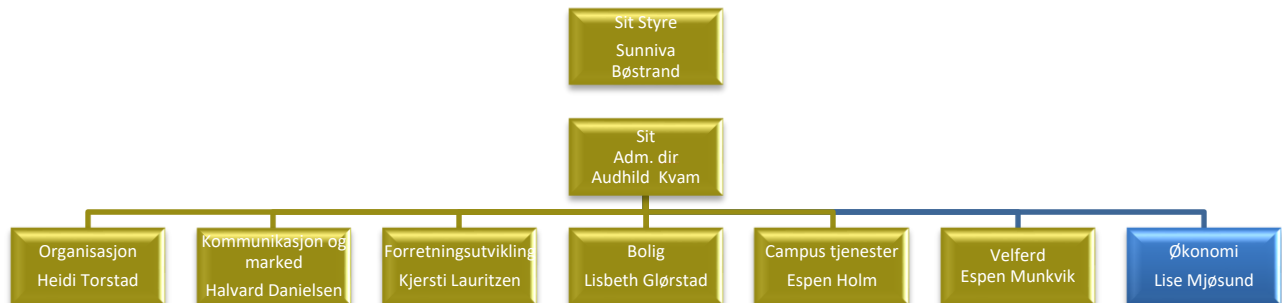 Sit Styre
Sunniva
Bøstrand
Sit
Adm. dir
Audhild Kvam
Organisasjon
Heidi Torstad
Kommunikasjon og
marked
Halvard Danielsen
Forretningsutvikling
Kjersti Lauritzen
Bolig
Lisbeth Glørstad
Campus tjenester
Espen Holm
Velferd
Espen Munkvik
Økonomi
Lise Mjøsund